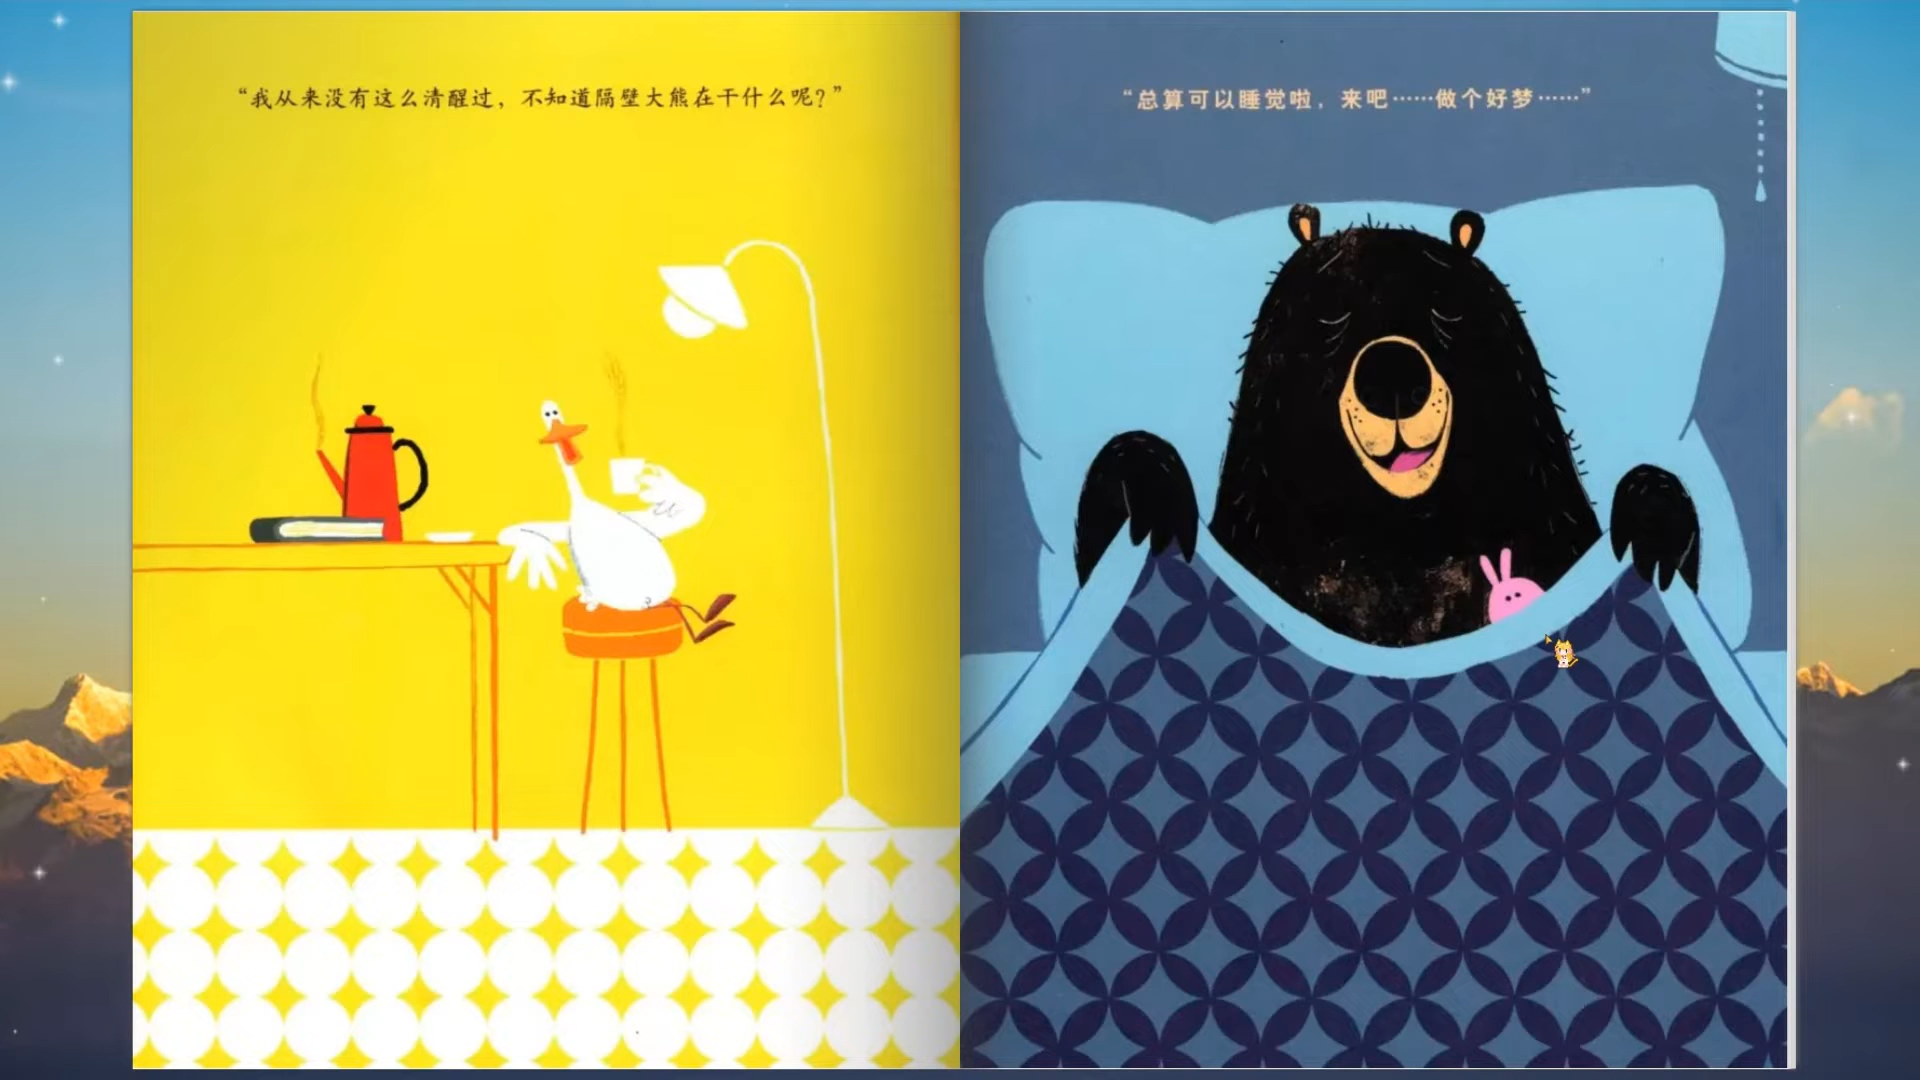 “我从来没有这么清醒过，不知道隔壁大熊在干什么呢？”
“总算可以睡觉啦，来吧……做个好梦……”